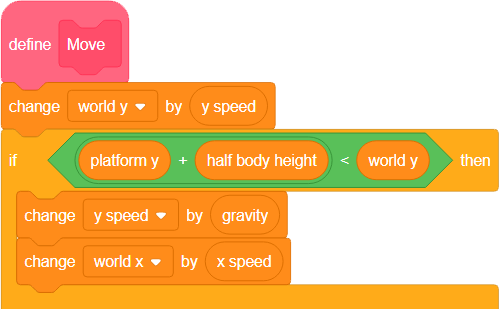 define Move
change world y by y speed
if platform y + half body height < world y then
change y speed by gravity
change world x by x speed